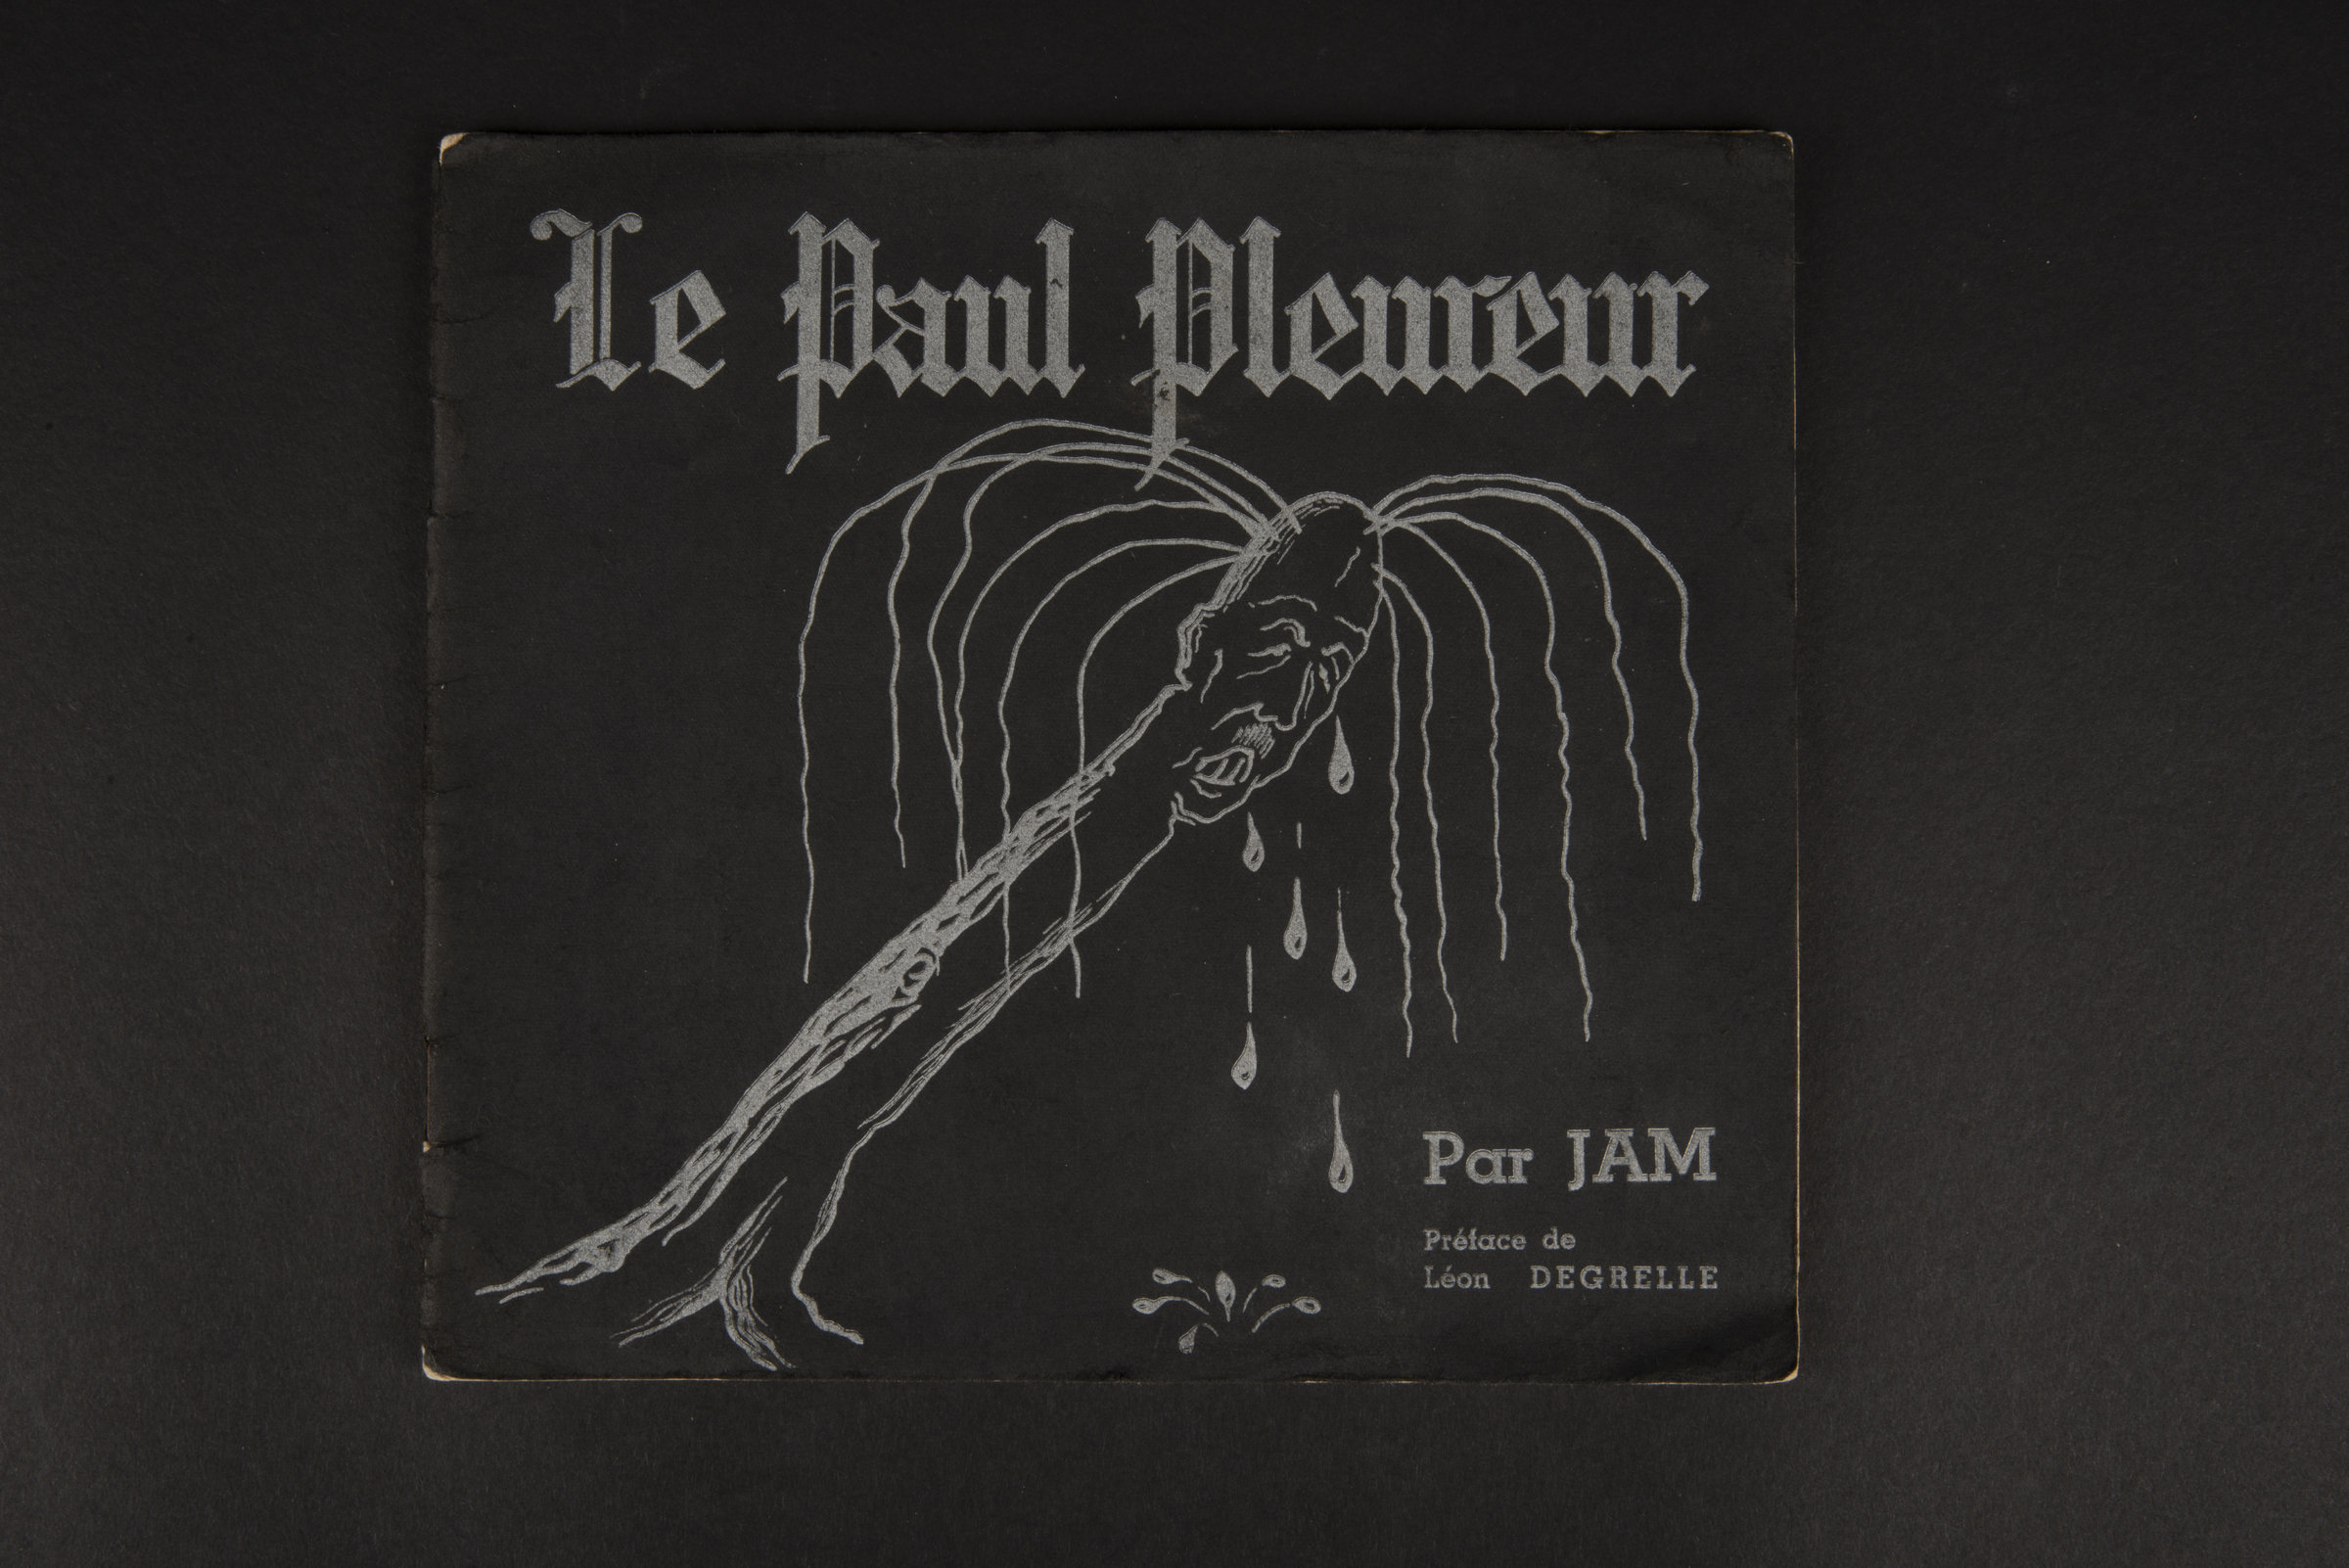 Le Paul Pleureur
Par JAM
Préface de
Léon DEGRELLE